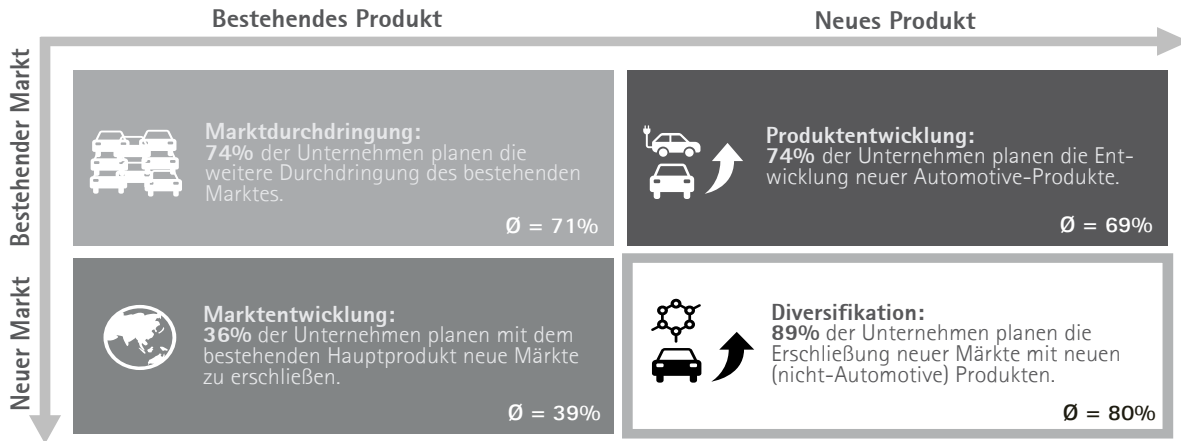 Bestehendes Produkt
Neues Produkt
Bestehender Markt
Marktdurchdringung:
74% der Unternehmen planen die
weitere Durchdringung des bestehenden
Marktes.
Ø = 71%
Produktentwicklung:
74% der Unternehmen planen die Ent-
wicklung neuer Automotive-Produkte.
Ø = 69%
Neuer Markt
Marktentwicklung:
36% der Unternehmen planen mit dem
bestehenden Hauptprodukt neue Märkte
zu erschließen.
Ø = 39%
Diversifikation:
89% der Unternehmen planen die
Erschließung neuer Märkte mit neuen
(nicht-Automotive) Produkten.
Ø = 80%